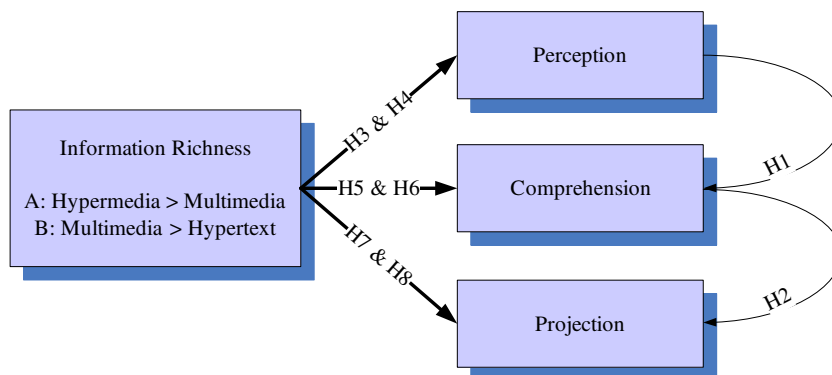 Perception
H3 & H4
Information Richness
H1
A: Hypermedia > Multimedia
H5 & H6
Comprehension
B: Multimedia > Hypertext
H7 & H8
H2
Projection